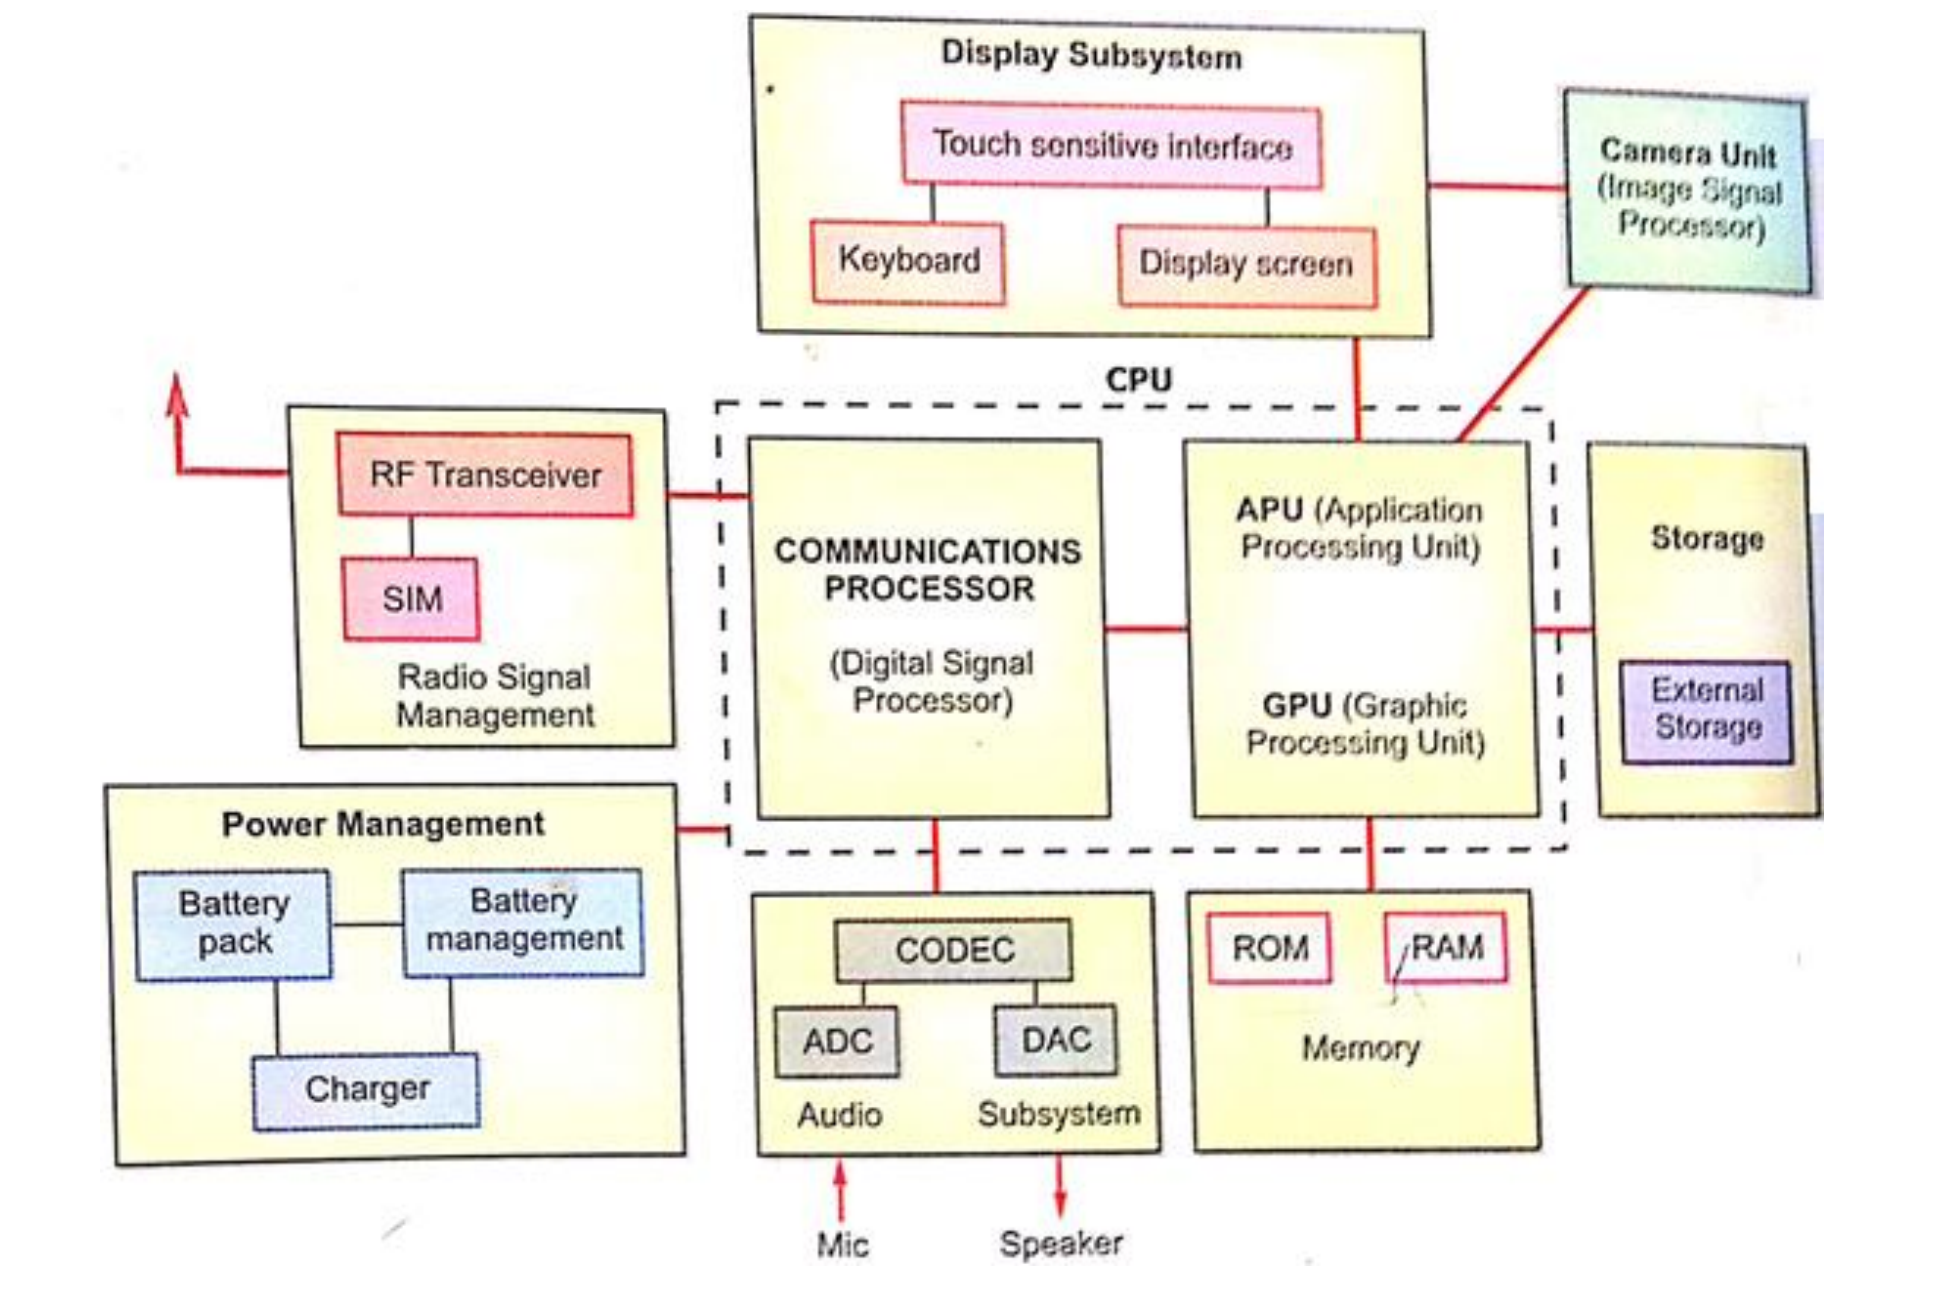 Display Subsystem
Touch sensitive interface
Keyboard
Display screen
Camera Unit
(Image Signal
Processor)
CPU
RF Transceiver
SIM
Radio Signal
Management
COMMUNICATIONS
PROCESSOR
(Digital Signal
Processor)
APU (Application
Processing Unit)
GPU (Graphic
Processing Unit)
Storage
External
Storage
Power Management
Battery
pack
Battery
management
Charger
CODEC
ADC
DAC
Audio Subsystem
ROM
RAM
Memory
Mic
Speaker